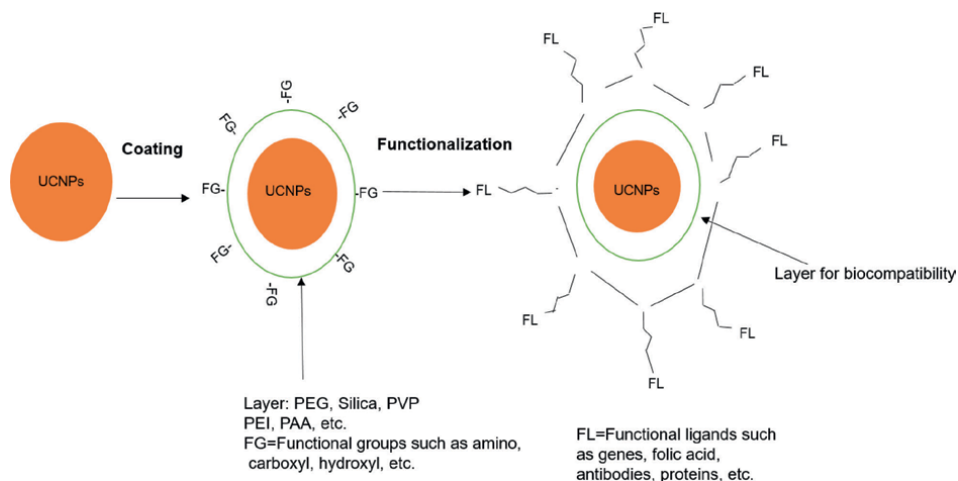 UCNPs
Coating
-FG
-FG
FG-
FG-
UCNPs
-FG
FG-
-FG
-FG
Layer: PEG, Silica, PVP
PEI, PAA, etc.
FG=Functional groups such as amino,
carboxyl, hydroxyl, etc.
Functionalization
FL
FL
FL
FL
FL
UCNPs
FL
FL
FL
Layer for biocompatibility
FL=Functional ligands such
as genes, folic acid,
antibodies, proteins, etc.